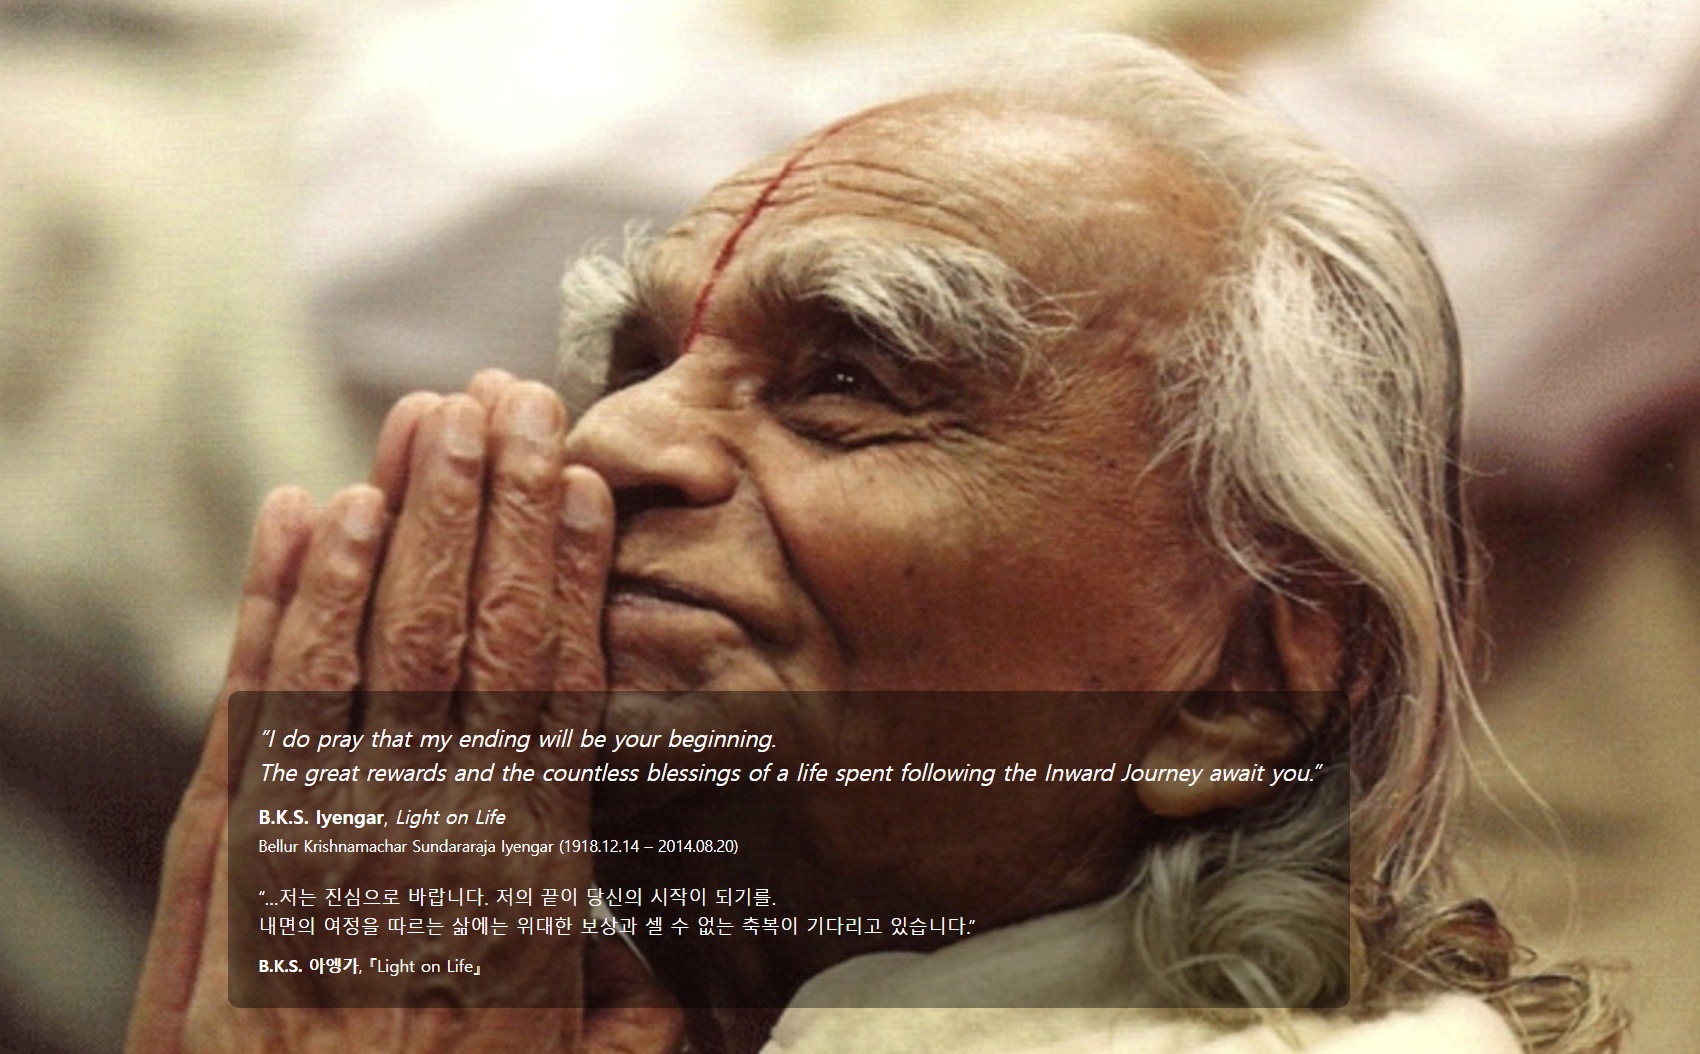 “I do pray that my ending will be your beginning.
The great rewards and the countless blessings of a life spent following the Inward Journey await you.”
B.K.S. Iyengar, Light on Life
Bellur Krishnamachar Sundararaja Iyengar (1918.12.14 – 2014.08.20)
“...저는 진심으로 바랍니다. 저의 끝이 당신의 시작이 되기를.
내면의 여정을 따르는 삶에는 위대한 보상과 셀 수 없는 축복이 기다리고 있습니다.”
B.K.S. 아엥가, 『Light on Life』